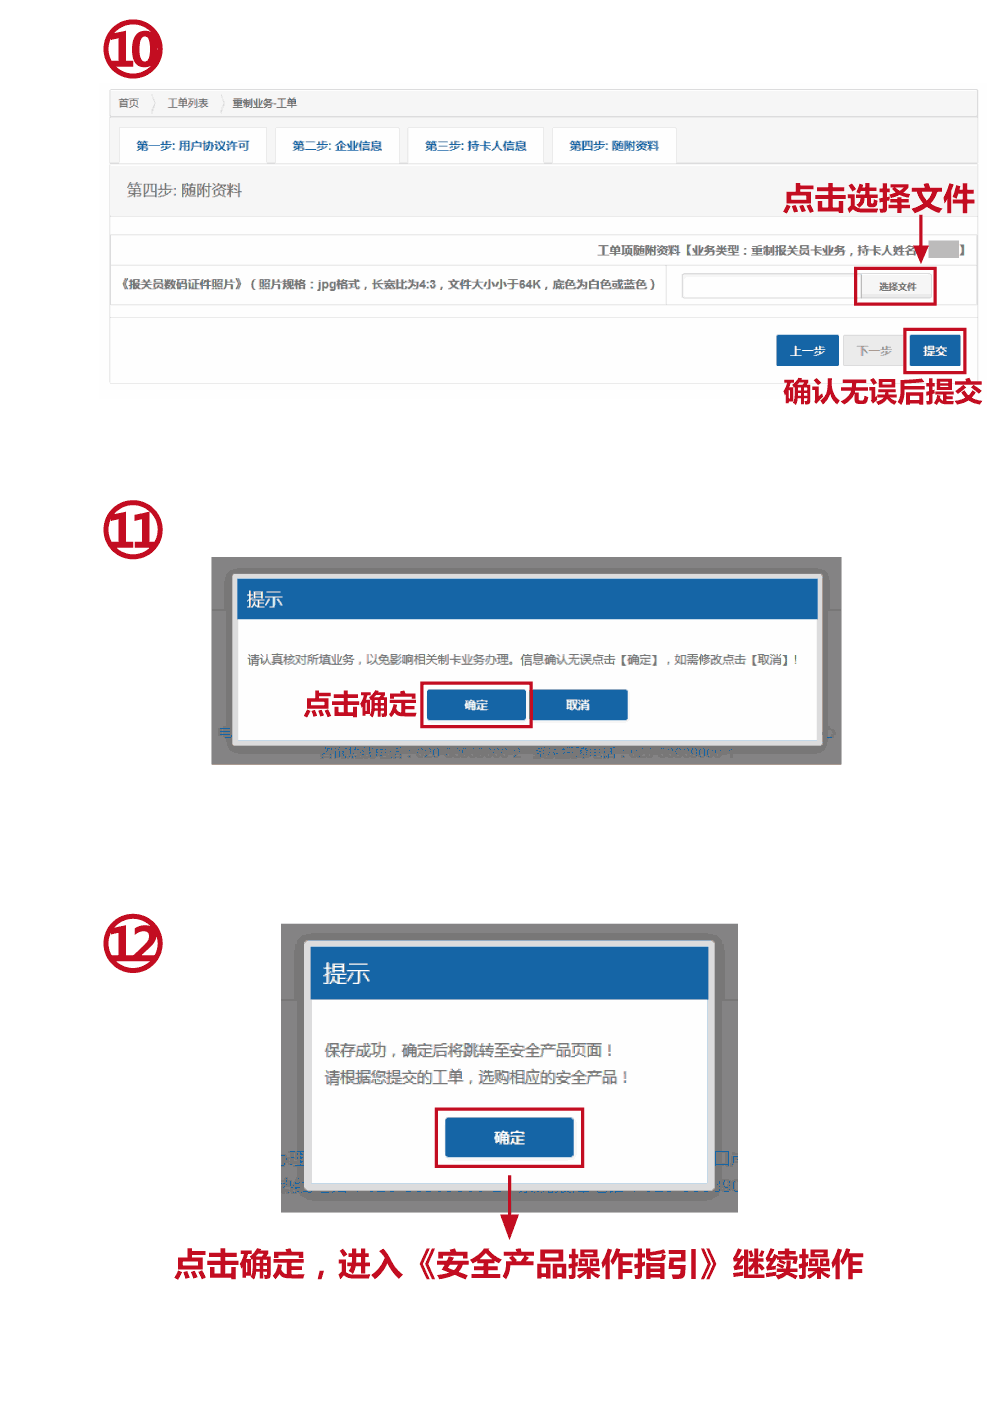 ⑩
首页 工单列表 重制业务-工单
第一步: 用户协议许可 第二步: 企业信息 第三步: 持卡人信息 第四步: 随附资料
第四步: 随附资料
点击选择文件
工单项随附资料【业务类型：重制报关员卡业务，持卡人姓名 】
《报关员数码证件照片》（照片规格：jpg格式，长宽比为4:3，文件大小小于64K，底色为白色或蓝色）
选择文件
上一步 下一步 提交
确认无误后提交
⑪
提示
请认真核对所填业务，以免影响相关制卡业务办理。信息确认无误点击【确定】，如需修改点击【取消】!
点击确定 确定 取消
⑫
提示
保存成功，确定后将跳转至安全产品页面！
请根据您提交的工单，选购相应的安全产品！
确定
点击确定，进入《安全产品操作指引》继续操作